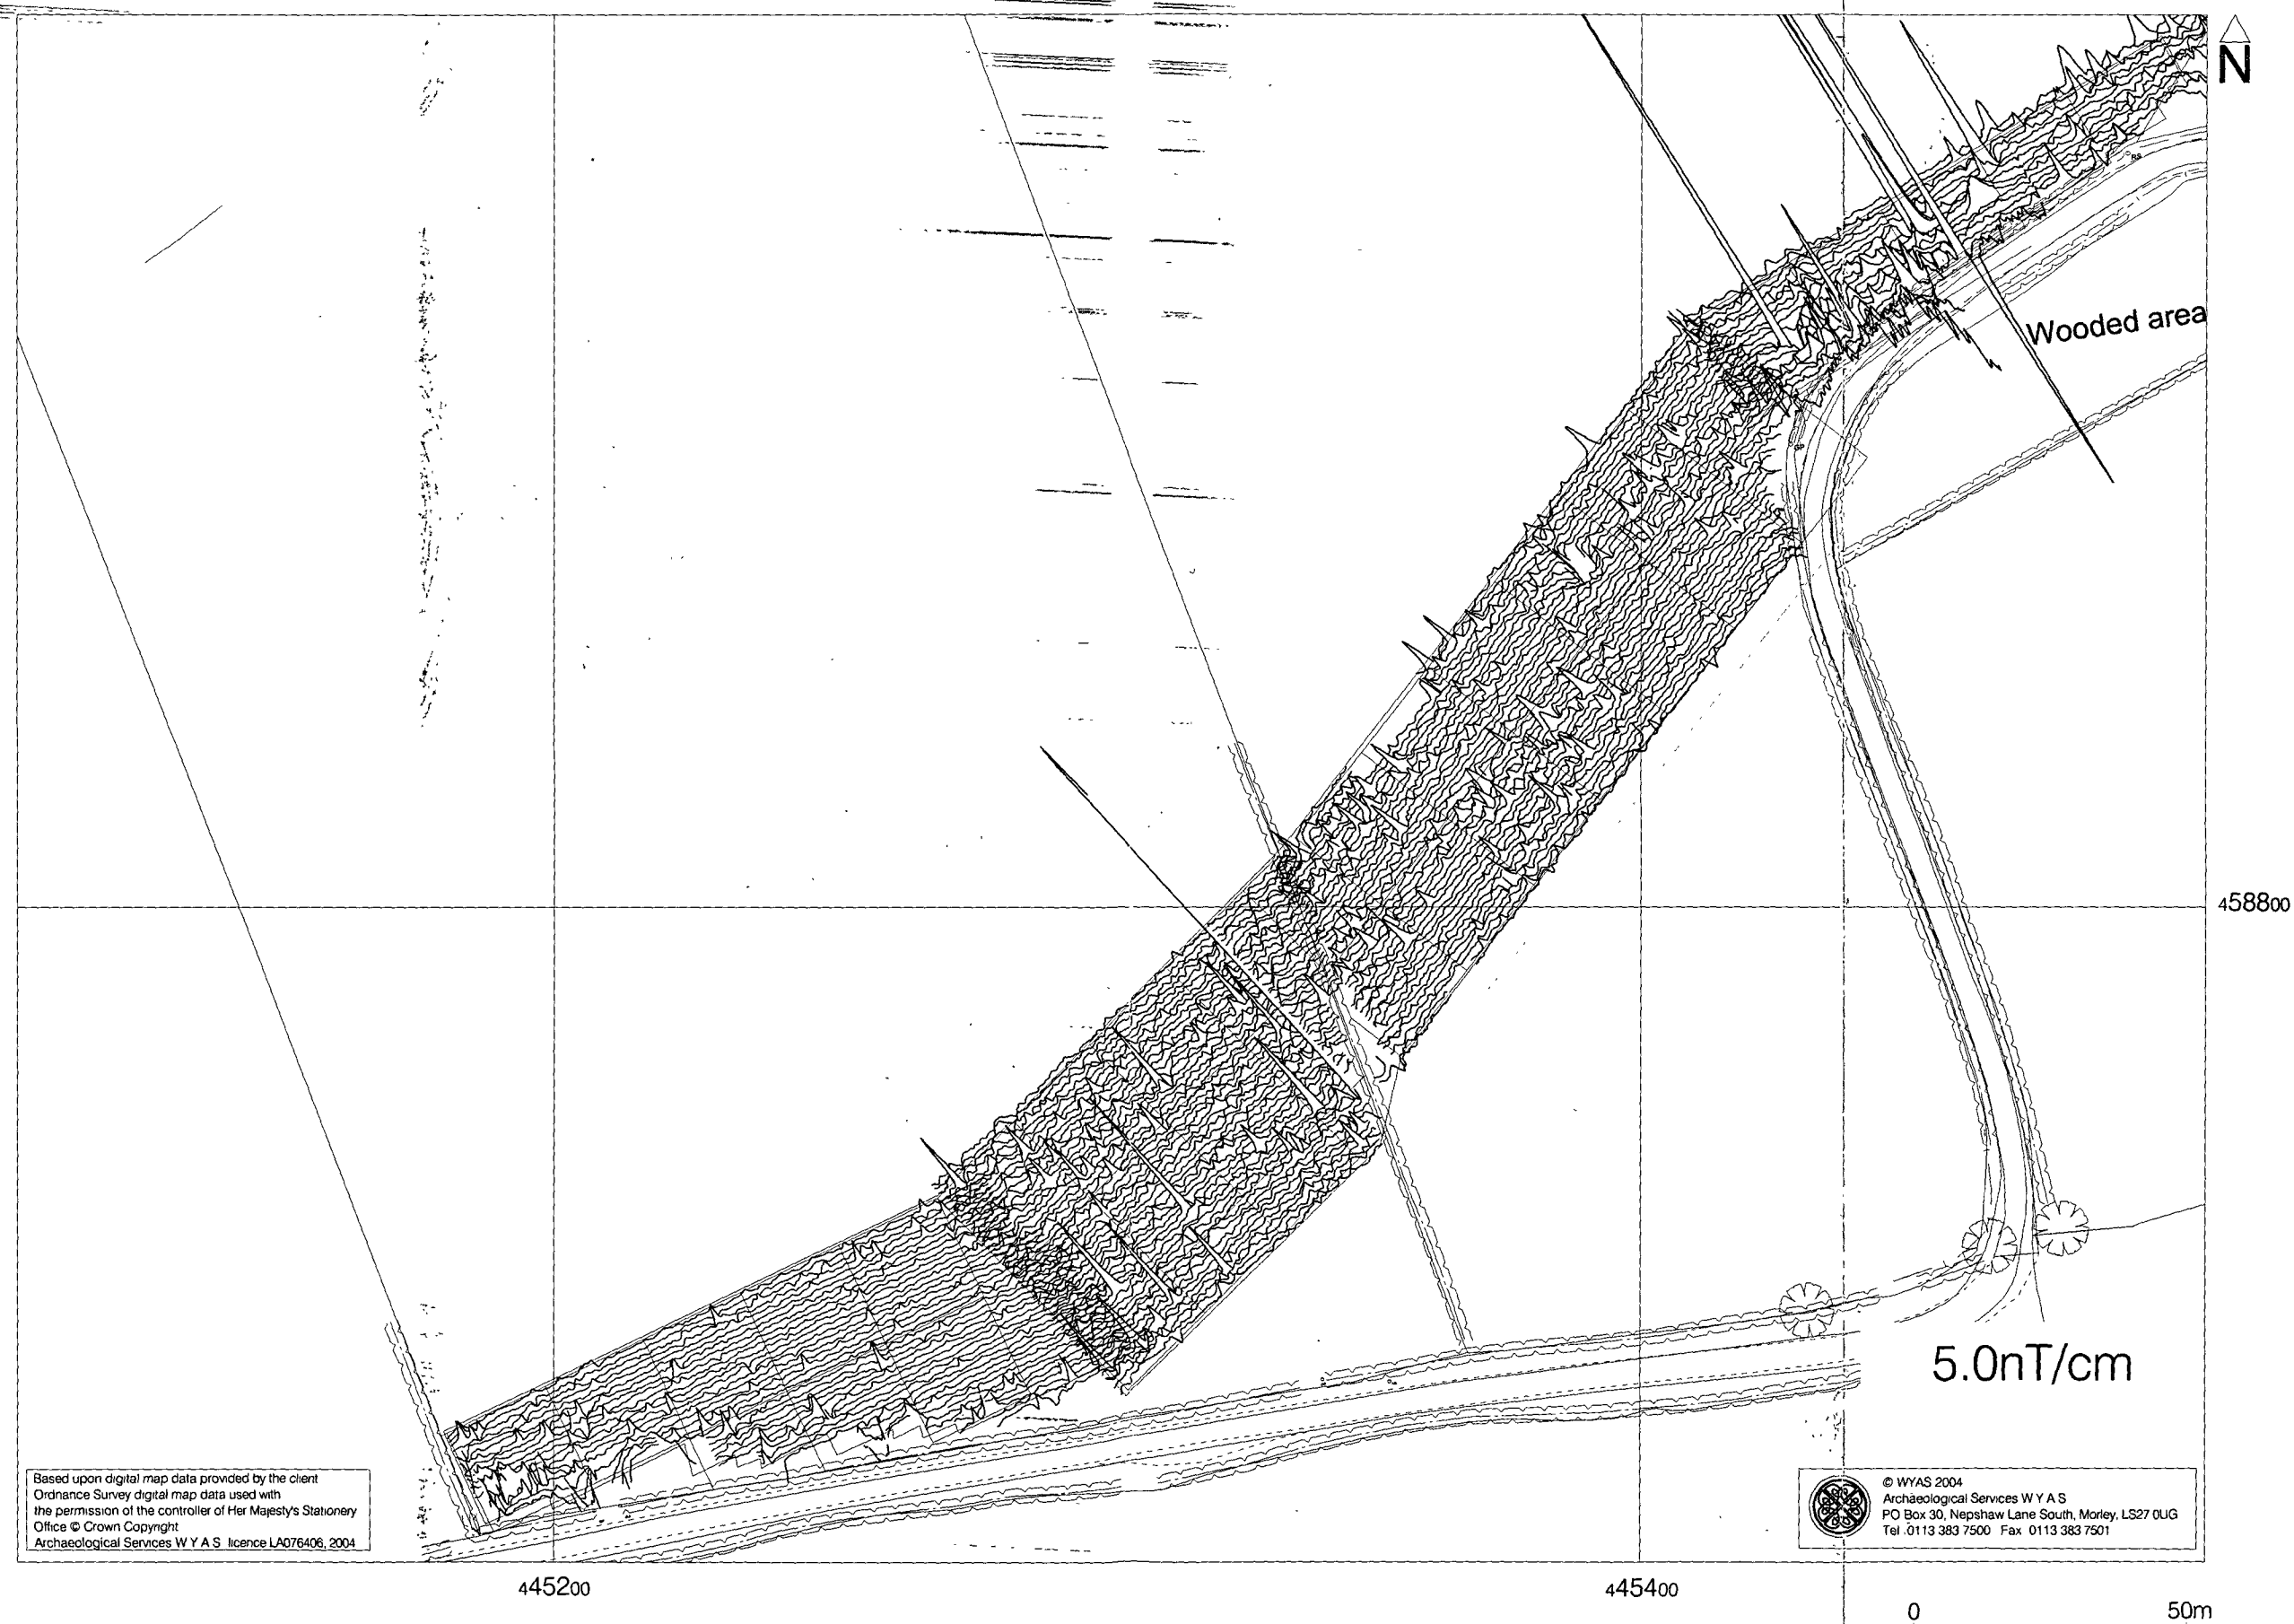 N
Wooded area
458800
5.0nT/cm
Based upon digital map data provided by the client
Ordnance Survey digital map data used with
the permission of the controller of Her Majesty's Stationery
Office © Crown Copyright
Archaeological Services W Y A S licence LA076406, 2004
© WYAS 2004
Archaeological Services W Y A S
PO Box 30, Nepshaw Lane South, Morley, LS27 0UG
Tel 0113 383 7500 Fax 0113 383 7501
445200
445400
0 50m